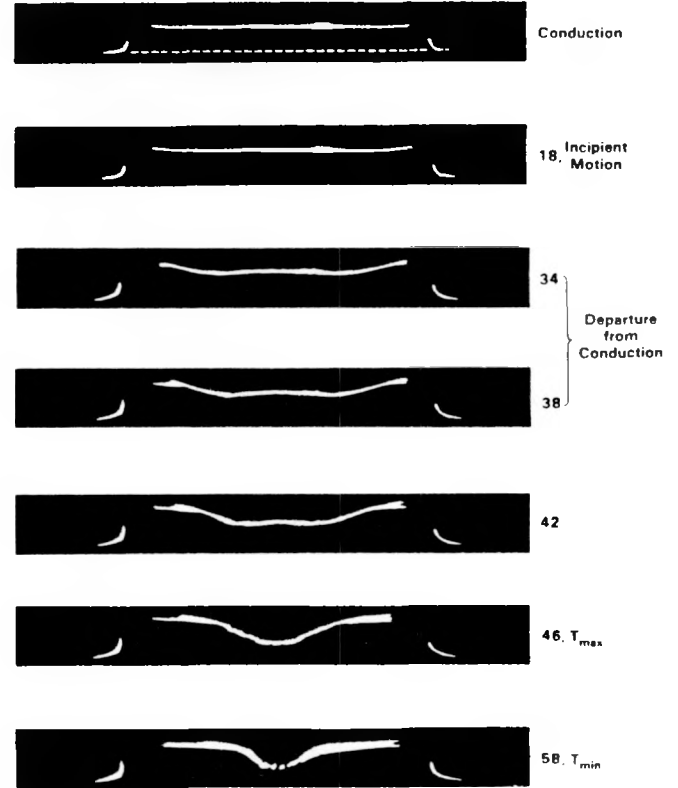 Conduction
18, Incipient
Motion
34
Departure
from
Conduction
38
42
46, Tmax
58, Tmin